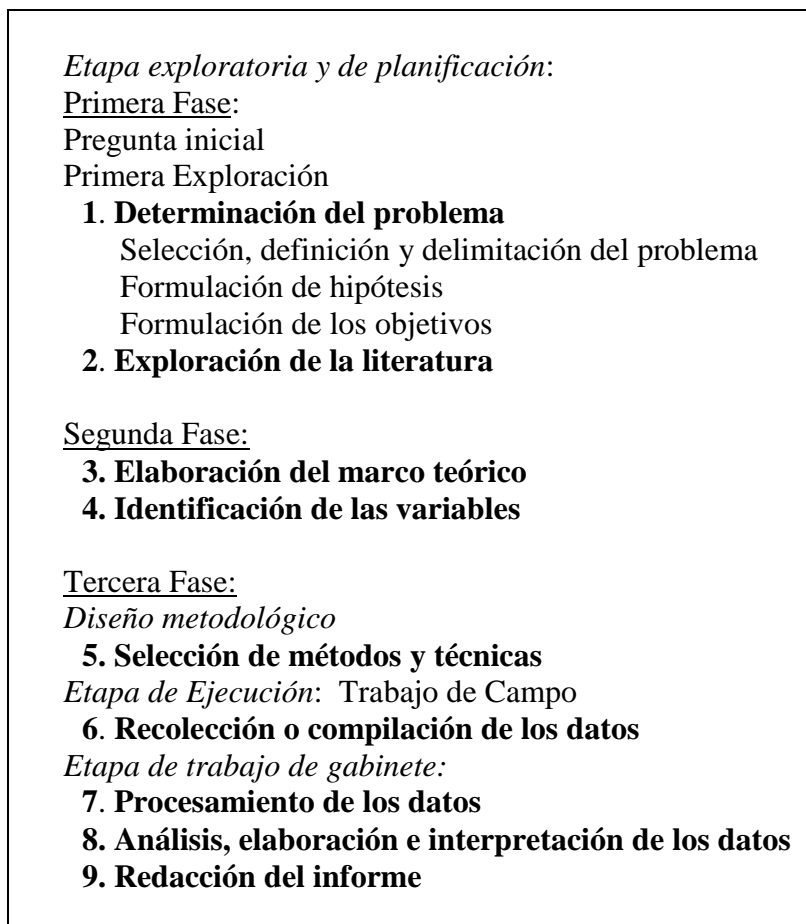 Etapa exploratoria y de planificación:
Primera Fase:
Pregunta inicial
Primera Exploración
1. Determinación del problema
Selección, definición y delimitación del problema
Formulación de hipótesis
Formulación de los objetivos
2. Exploración de la literatura
Segunda Fase:
3. Elaboración del marco teórico
4. Identificación de las variables
Tercera Fase:
Diseño metodológico
5. Selección de métodos y técnicas
Etapa de Ejecución: Trabajo de Campo
6. Recolección o compilación de los datos
Etapa de trabajo de gabinete:
7. Procesamiento de los datos
8. Análisis, elaboración e interpretación de los datos
9. Redacción del informe